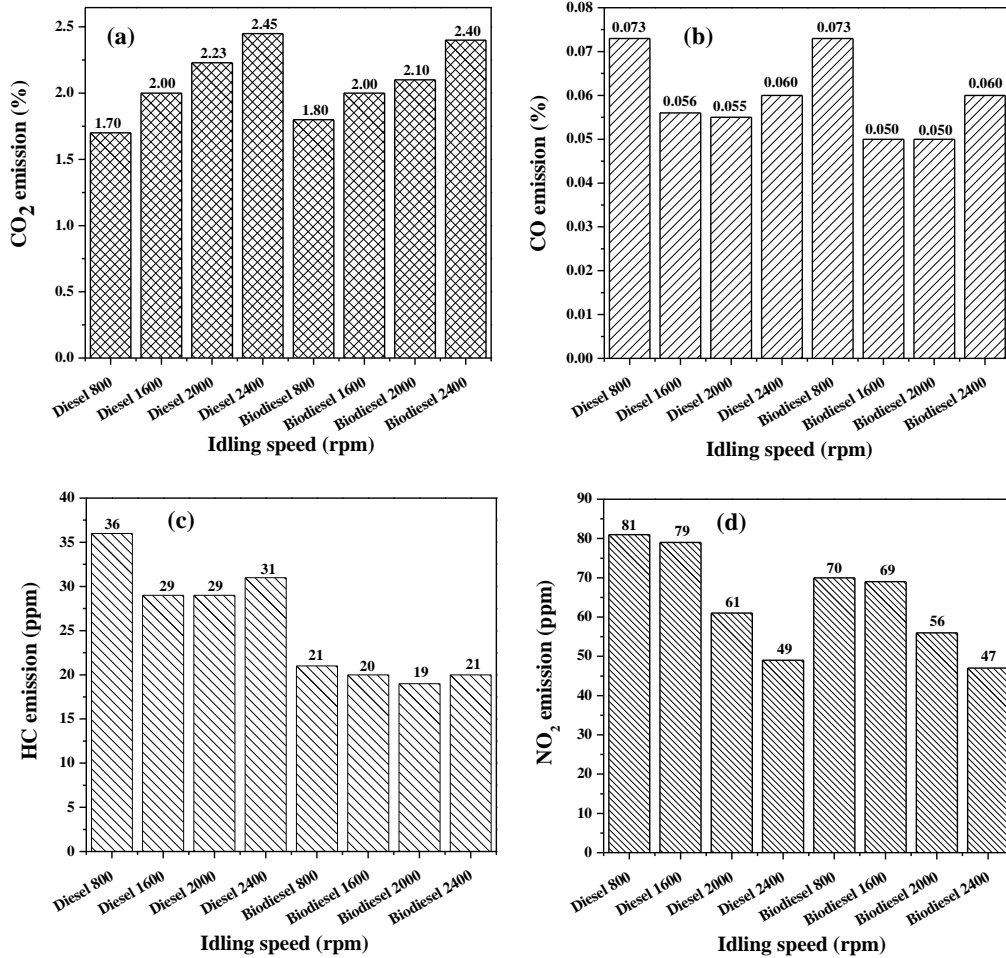 (a)
CO2 emission (%)
2.5
2.0
1.5
1.0
0.5
0.0
1.70
2.00
2.23
2.45
1.80
2.00
2.10
2.40
Diesel 800
Diesel 1600
Diesel 2000
Diesel 2400
Biodiesel 800
Biodiesel 1600
Biodiesel 2000
Biodiesel 2400
Idling speed (rpm)
(b)
CO emission (%)
0.08
0.07
0.06
0.05
0.04
0.03
0.02
0.01
0.00
0.073
0.056
0.055
0.060
0.073
0.050
0.050
0.060
Diesel 800
Diesel 1600
Diesel 2000
Diesel 2400
Biodiesel 800
Biodiesel 1600
Biodiesel 2000
Biodiesel 2400
Idling speed (rpm)
(c)
HC emission (ppm)
40
35
30
25
20
15
10
5
0
36
29
29
31
21
20
19
21
Diesel 800
Diesel 1600
Diesel 2000
Diesel 2400
Biodiesel 800
Biodiesel 1600
Biodiesel 2000
Biodiesel 2400
Idling speed (rpm)
(d)
NO2 emission (ppm)
90
80
70
60
50
40
30
20
10
0
81
79
61
49
70
69
56
47
Diesel 800
Diesel 1600
Diesel 2000
Diesel 2400
Biodiesel 800
Biodiesel 1600
Biodiesel 2000
Biodiesel 2400
Idling speed (rpm)